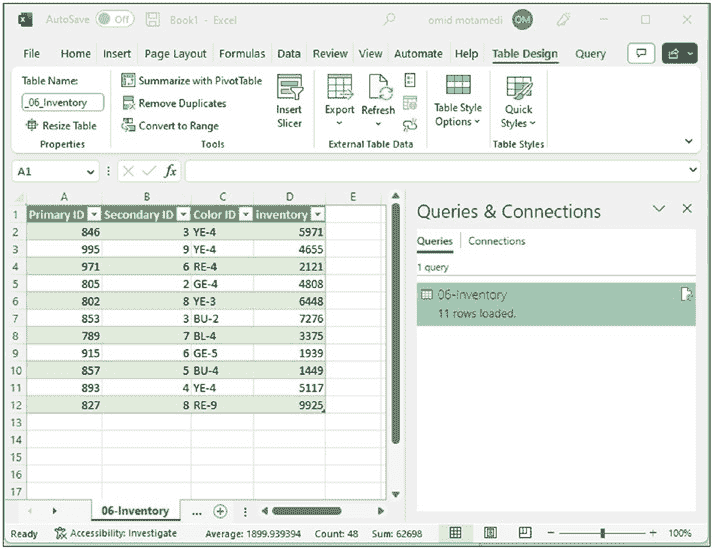 AutoSave Off Book1 - Excel omid motamedi OM
File Home Insert Page Layout Formulas Data Review View Automate Help Table Design Query
Table Name:
_06_Inventory
Resize Table
Properties
Summarize with PivotTable
Remove Duplicates
Convert to Range
Tools
Insert
Slicer
Export Refresh
External Table Data
Table Style
Options
Quick
Styles
Table Styles
A1 fx
A B C D E
1 Primary ID Secondary ID Color ID inventory
2 846 3 YE-4 5971
3 995 9 YE-4 4655
4 971 6 RE-4 2121
5 805 2 GE-4 4808
6 802 8 YE-3 6448
7 853 3 BU-2 7276
8 789 7 BL-4 3375
9 915 6 GE-5 1939
10 857 5 BU-4 1449
11 893 4 YE-4 5117
12 827 8 RE-9 9925
13
14
15
16
17
Queries & Connections
Queries Connections
1 query
06-Inventory
11 rows loaded.
06-Inventory ...
Ready Accessibility: Investigate Average: 1899.939394 Count: 48 Sum: 62698 100%